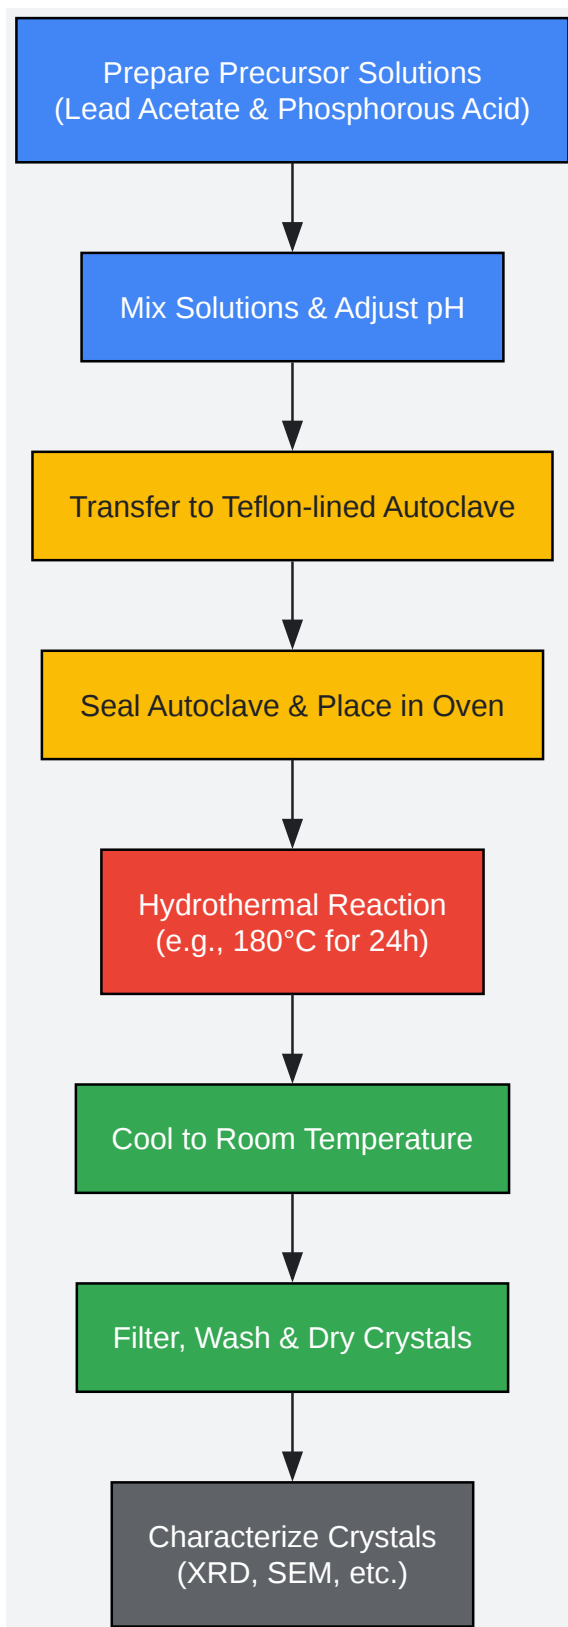 Prepare Precursor Solutions
(Lead Acetate & Phosphorous Acid)
Mix Solutions & Adjust pH
Transfer to Teflon-lined Autoclave
Seal Autoclave & Place in Oven
Hydrothermal Reaction
(e.g., 180°C for 24h)
Cool to Room Temperature
Filter, Wash & Dry Crystals
Characterize Crystals
(XRD, SEM, etc.)